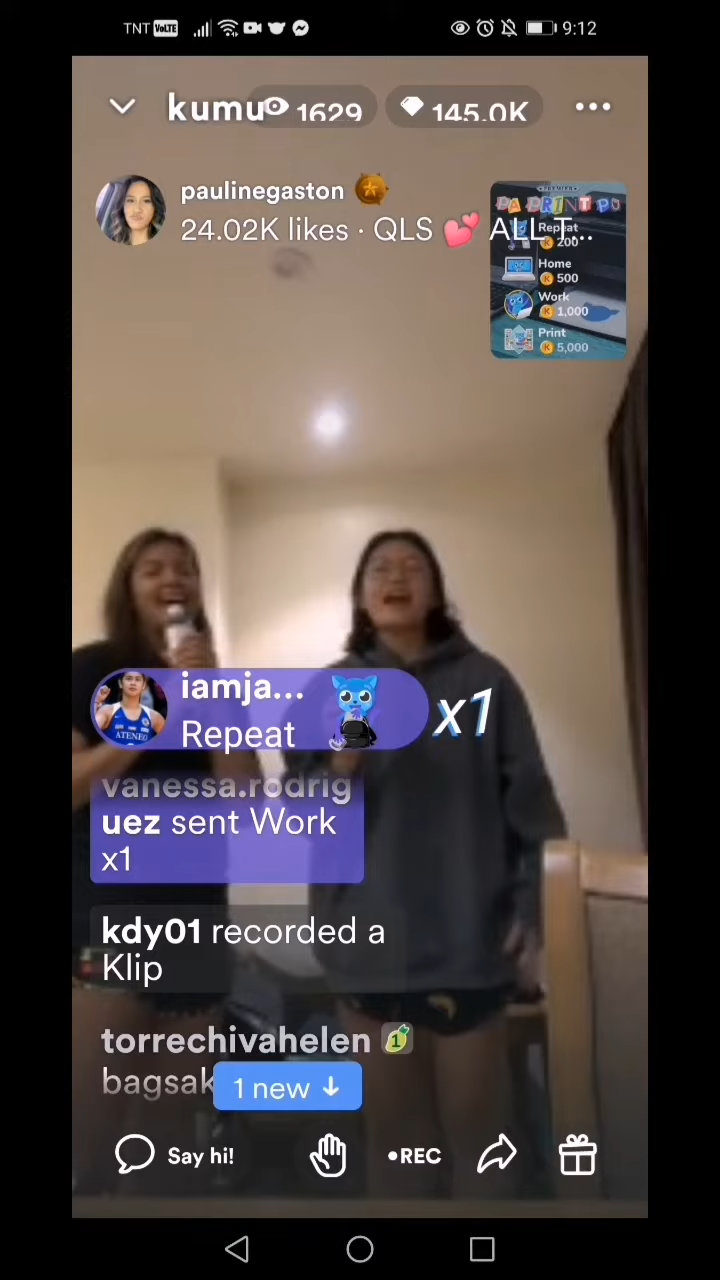 TNT VoLTE 9:12
kumu 1629 145.0K
paulinegaston
24.02K likes · QLS 💕 ALL T...
PA PRINT PO
Repeat
200
Home
500
Work
1,000
Print
5,000
iamja...
Repeat
x1
ATENEO
vanessa.rodrig
uez sent Work
x1
kdy01 recorded a
Klip
torrechivahelen 1
bagsak
1 new ↓
Say hi!
•REC